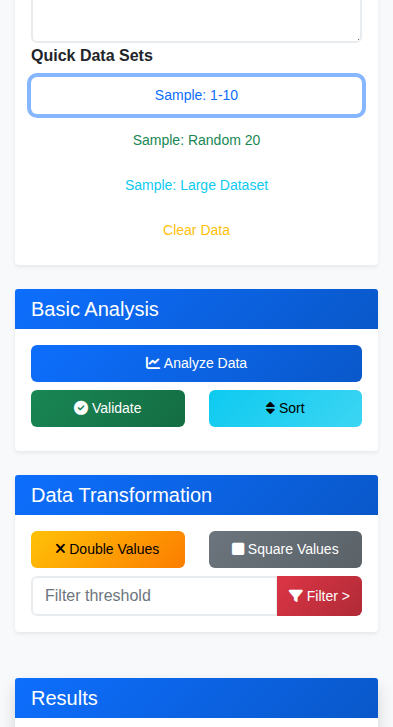 Quick Data Sets
Sample: 1-10
Sample: Random 20
Sample: Large Dataset
Clear Data
Basic Analysis
Analyze Data
Validate
Sort
Data Transformation
Double Values
Square Values
Filter threshold
Filter >
Results